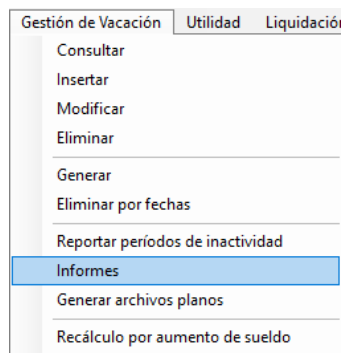 Gestión de Vacación Utilidad Liquidación
Consultar
Insertar
Modificar
Eliminar
Generar
Eliminar por fechas
Reportar períodos de inactividad
Informes
Generar archivos planos
Recálculo por aumento de sueldo